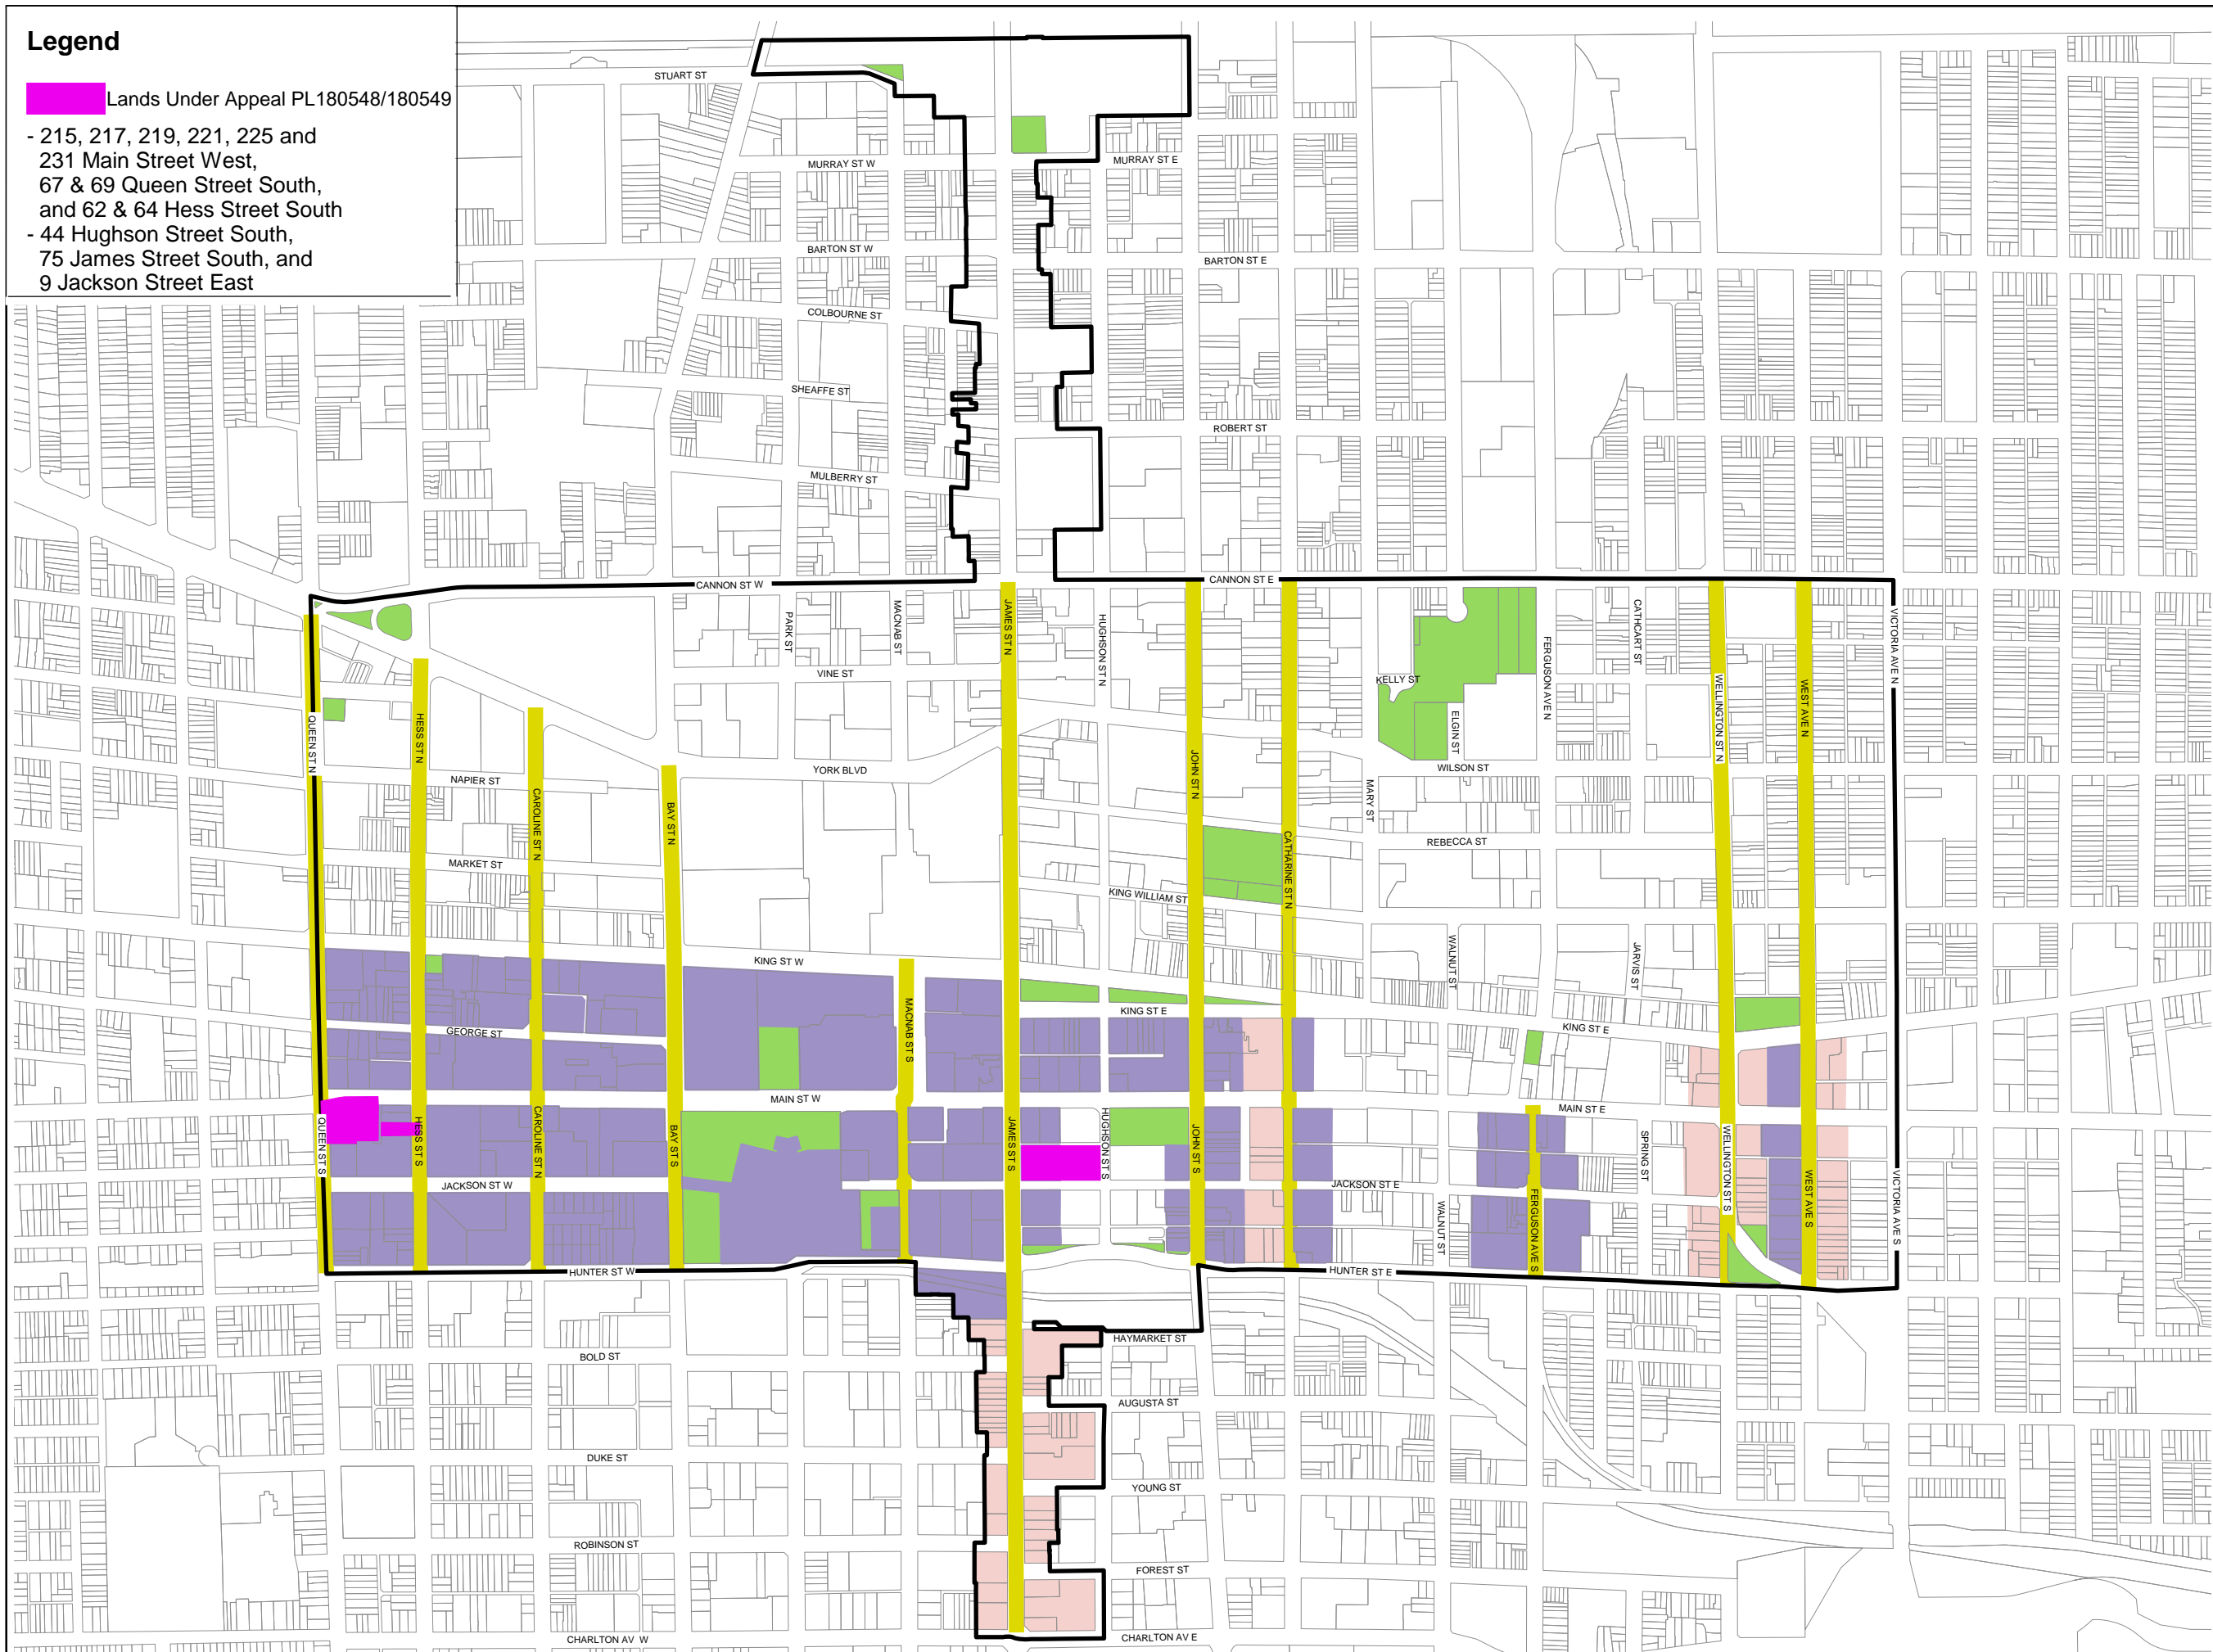 Legend
Lands Under Appeal PL180548/180549
- 215, 217, 219, 221, 225 and
231 Main Street West,
67 & 69 Queen Street South,
and 62 & 64 Hess Street South
- 44 Hughson Street South,
75 James Street South, and
9 Jackson Street East
STUART ST
MURRAY ST W
MURRAY ST E
BARTON ST W
BARTON ST E
COLBOURNE ST
SHEAFFE ST
ROBERT ST
MULBERRY ST
CANNON ST W
CANNON ST E
QUEEN ST N
HESS ST N
CAROLINE ST N
BAY ST N
PARK ST
MACNAB ST
JAMES ST N
HUGHSON ST N
JOHN ST N
CATHARINE ST N
MARY ST
KELLY ST
ELGIN ST
FERGUSON AVE N
CATHCART ST
WELLINGTON ST N
WEST AVE N
VICTORIA AVE N
VINE ST
NAPIER ST
YORK BLVD
WILSON ST
MARKET ST
REBECCA ST
KING WILLIAM ST
WALNUT ST
JARVIS ST
KING ST W
KING ST E
KING ST E
GEORGE ST
MACNAB ST S
MAIN ST W
MAIN ST E
QUEEN ST S
HESS ST S
CAROLINE ST N
BAY ST S
JAMES ST S
HUGHSON ST S
JOHN ST S
SPRING ST
WELLINGTON ST S
WEST AVE S
VICTORIA AVE S
JACKSON ST W
JACKSON ST E
WALNUT ST
FERGUSON AVE S
HUNTER ST W
HUNTER ST E
HAYMARKET ST
BOLD ST
AUGUSTA ST
DUKE ST
YOUNG ST
ROBINSON ST
FOREST ST
CHARLTON AV W
CHARLTON AV E